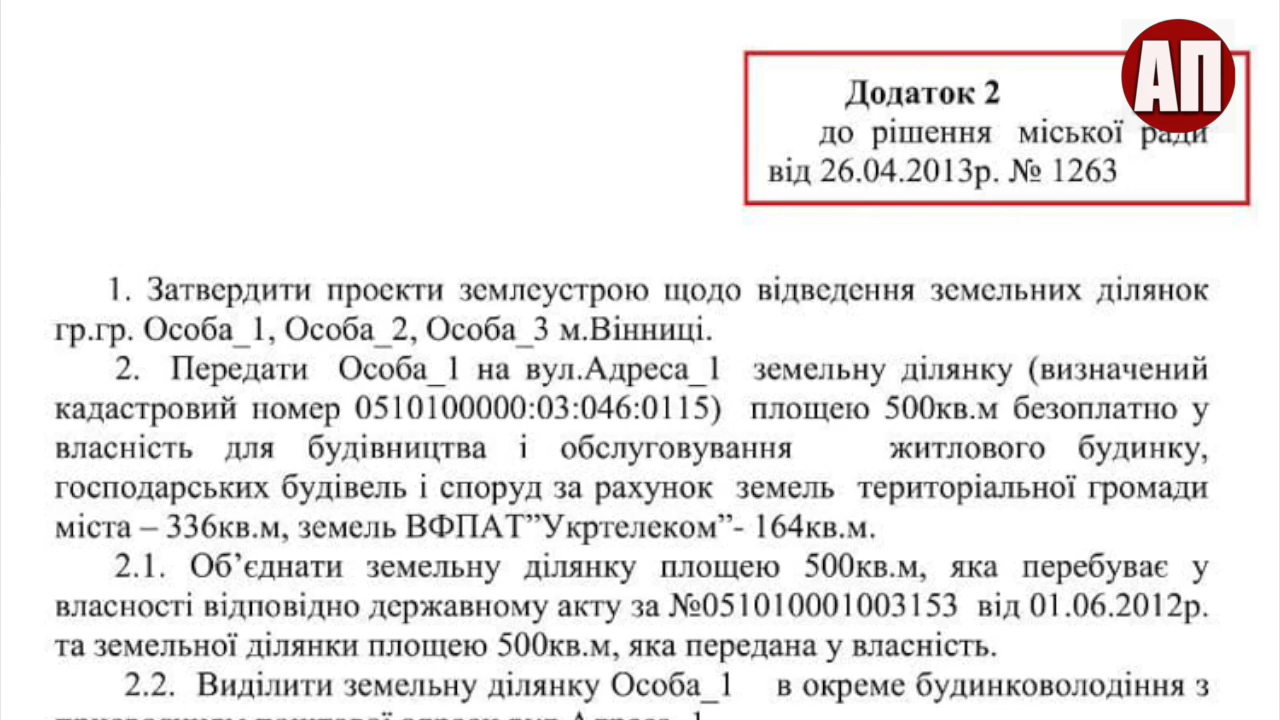 АП
Додаток 2
до рішення міської ради
від 26.04.2013р. № 1263
1. Затвердити проекти землеустрою щодо відведення земельних ділянок
гр.гр. Особа_1, Особа_2, Особа_3 м.Вінниці.
2. Передати Особа_1 на вул.Адреса_1 земельну ділянку (визначений
кадастровий номер 0510100000:03:046:0115) площею 500кв.м безоплатно у
власність для будівництва і обслуговування житлового будинку,
господарських будівель і споруд за рахунок земель територіальної громади
міста – 336кв.м, земель ВФПАТ”Укртелеком”- 164кв.м.
2.1. Об’єднати земельну ділянку площею 500кв.м, яка перебуває у
власності відповідно державному акту за №051010001003153 від 01.06.2012р.
та земельної ділянки площею 500кв.м, яка передана у власність.
2.2. Виділити земельну ділянку Особа_1 в окреме будинковолодіння з